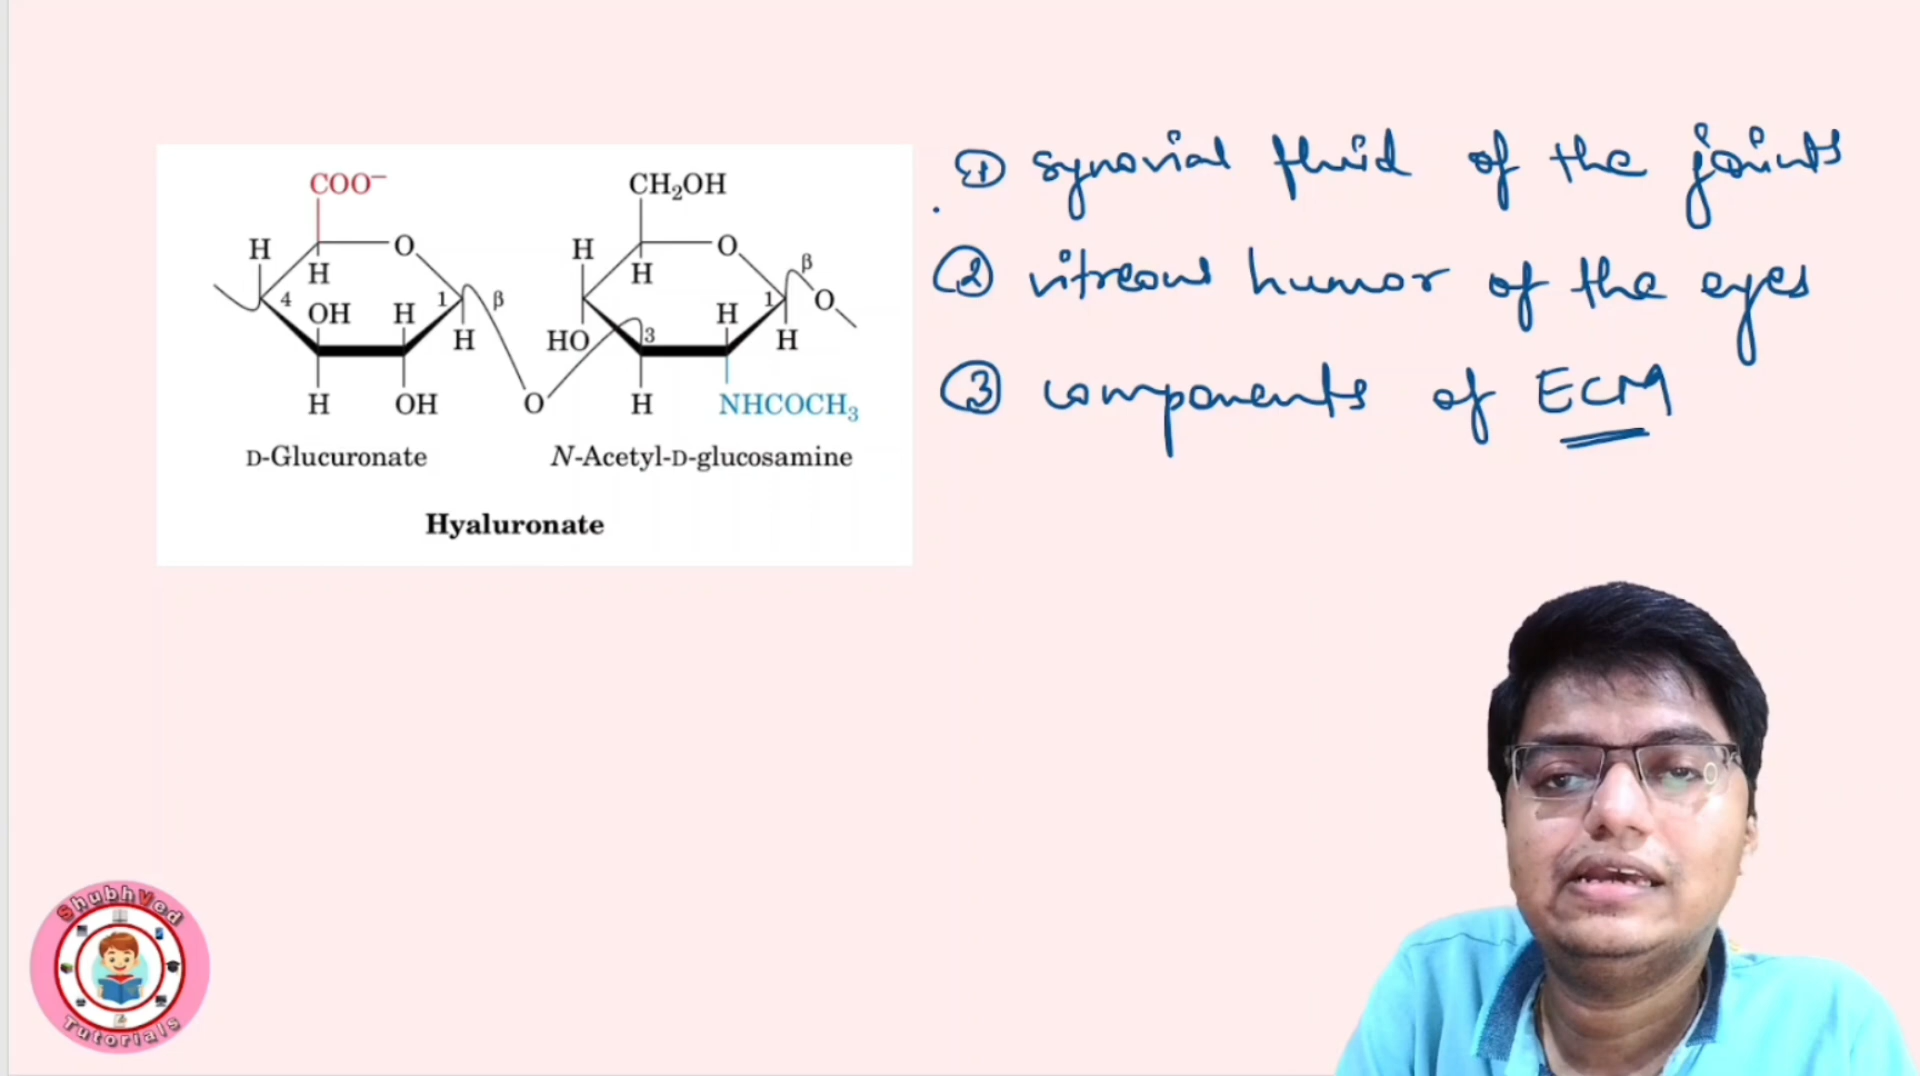 COO⁻
CH₂OH
H
O
H
O
H
H
β
4
1
β
1
O
OH
H
H
HO
3
H
H
H
OH
O
H
NHCOCH₃
D-Glucuronate
N-Acetyl-D-glucosamine
Hyaluronate
① synovial fluid of the joints
② vitreous humor of the eyes
③ components of ECM
ShubhVed
Tutorials